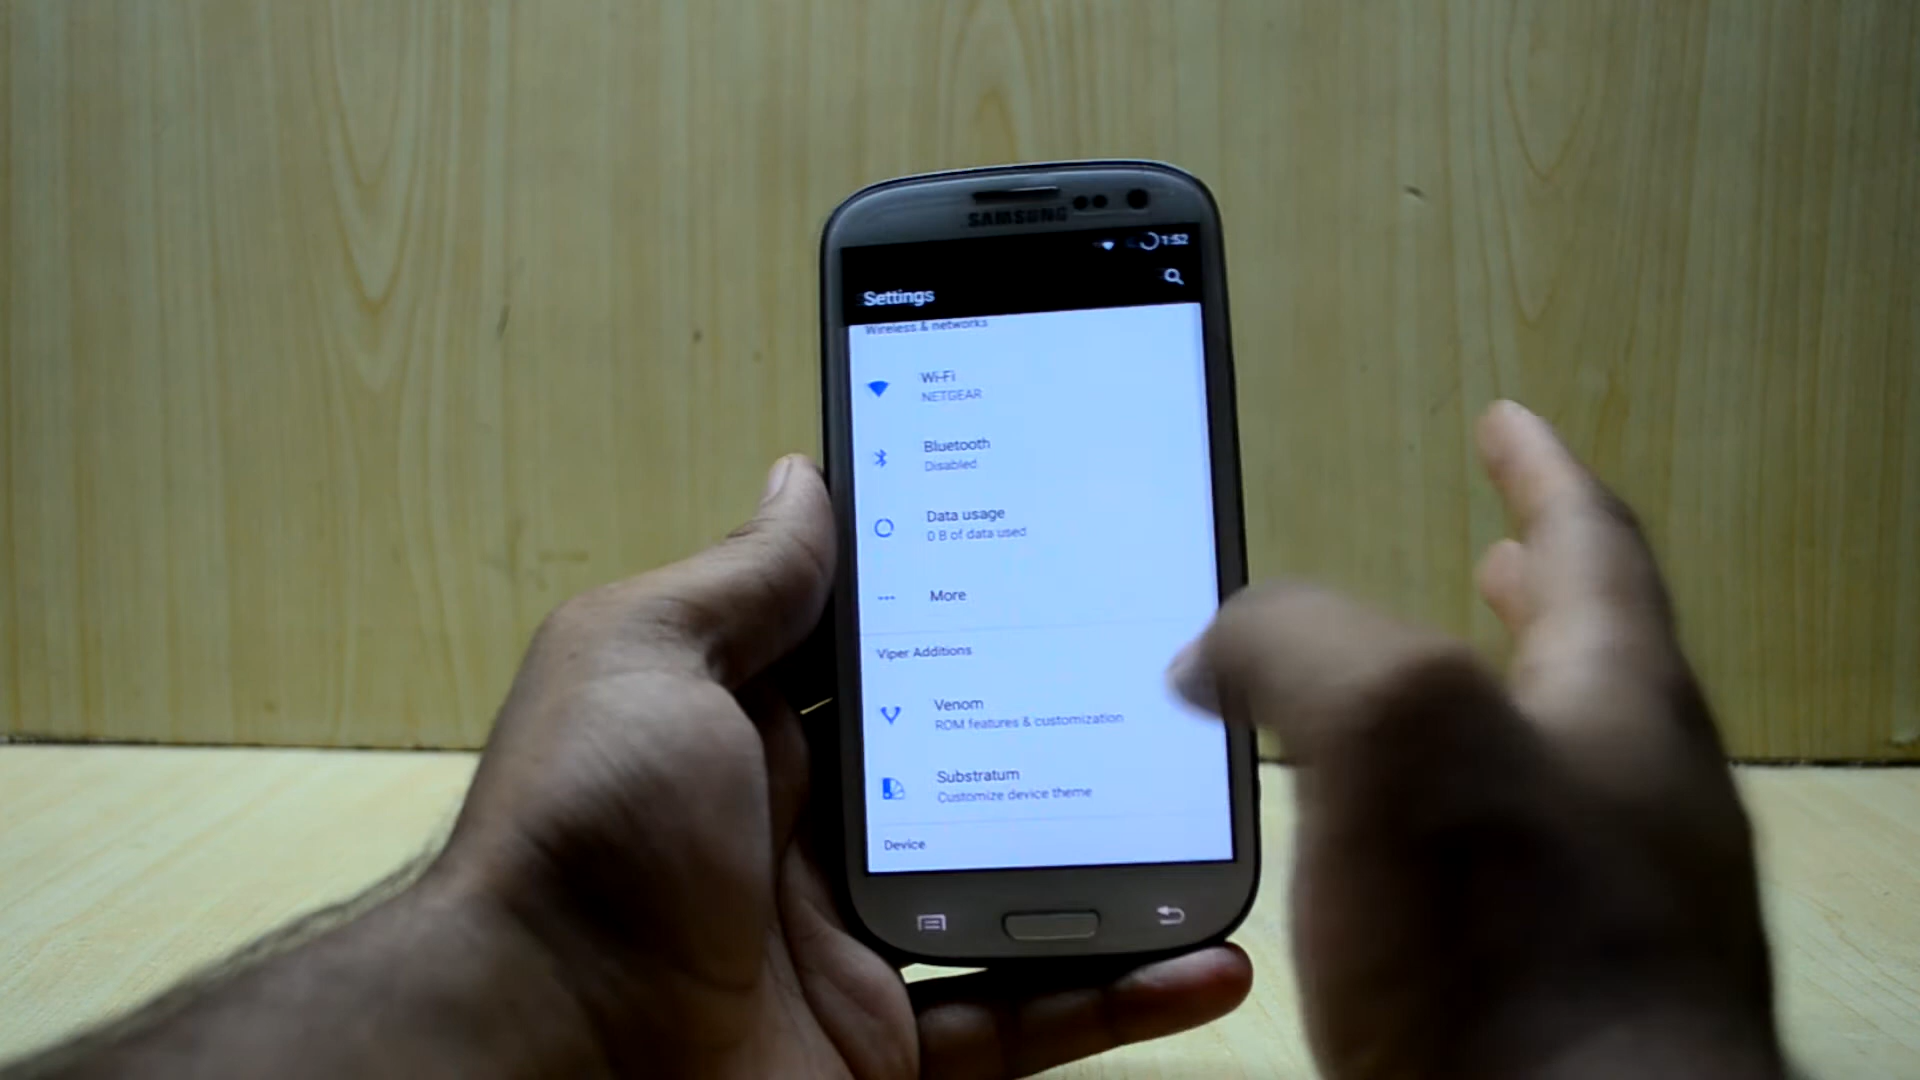 SAMSUNG
1:52
Settings
Wireless & networks
Wi-Fi
NETGEAR
Bluetooth
Disabled
Data usage
0 B of data used
More
Viper Additions
Venom
ROM features & customization
Substratum
Customize device theme
Device